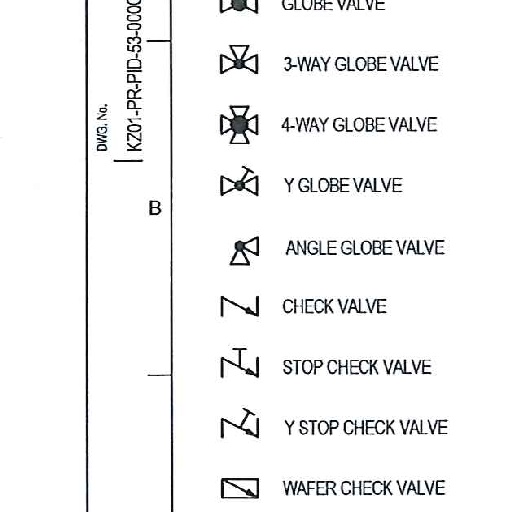 GLOBE VALVE
3-WAY GLOBE VALVE
4-WAY GLOBE VALVE
Y GLOBE VALVE
ANGLE GLOBE VALVE
CHECK VALVE
STOP CHECK VALVE
Y STOP CHECK VALVE
WAFER CHECK VALVE
DWG. No.
KZ01-PR-PID-53-000
B